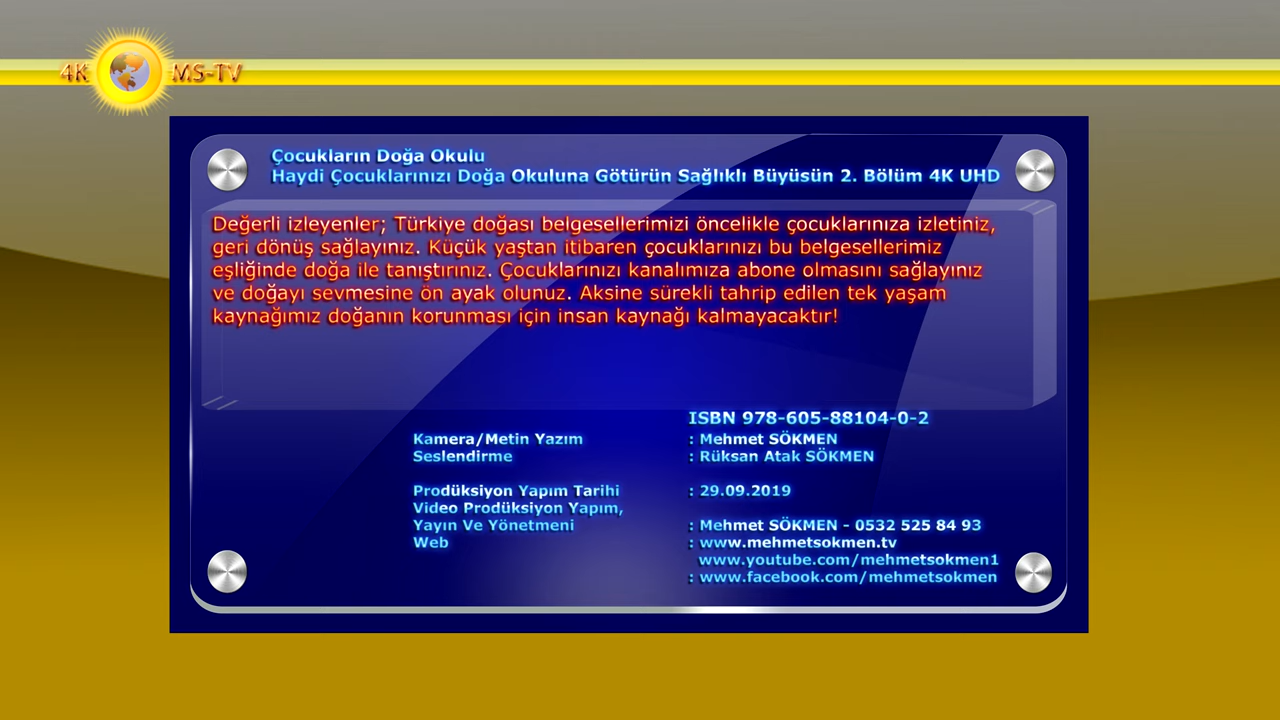 4K MS-TV
Çocukların Doğa Okulu
Haydi Çocuklarınızı Doğa Okuluna Götürün Sağlıklı Büyüsün 2. Bölüm 4K UHD
Değerli izleyenler; Türkiye doğası belgesellerimizi öncelikle çocuklarınıza izletiniz,
geri dönüş sağlayınız. Küçük yaştan itibaren çocuklarınızı bu belgesellerimiz
eşliğinde doğa ile tanıştırınız. Çocuklarınızı kanalımıza abone olmasını sağlayınız
ve doğayı sevmesine ön ayak olunuz. Aksine sürekli tahrip edilen tek yaşam
kaynağımız doğanın korunması için insan kaynağı kalmayacaktır!
ISBN 978-605-88104-0-2
Kamera/Metin Yazım : Mehmet SÖKMEN
Seslendirme : Rüksan Atak SÖKMEN
Prodüksiyon Yapım Tarihi : 29.09.2019
Video Prodüksiyon Yapım,
Yayın Ve Yönetmeni : Mehmet SÖKMEN - 0532 525 84 93
Web : www.mehmetsokmen.tv
www.youtube.com/mehmetsokmen1
: www.facebook.com/mehmetsokmen